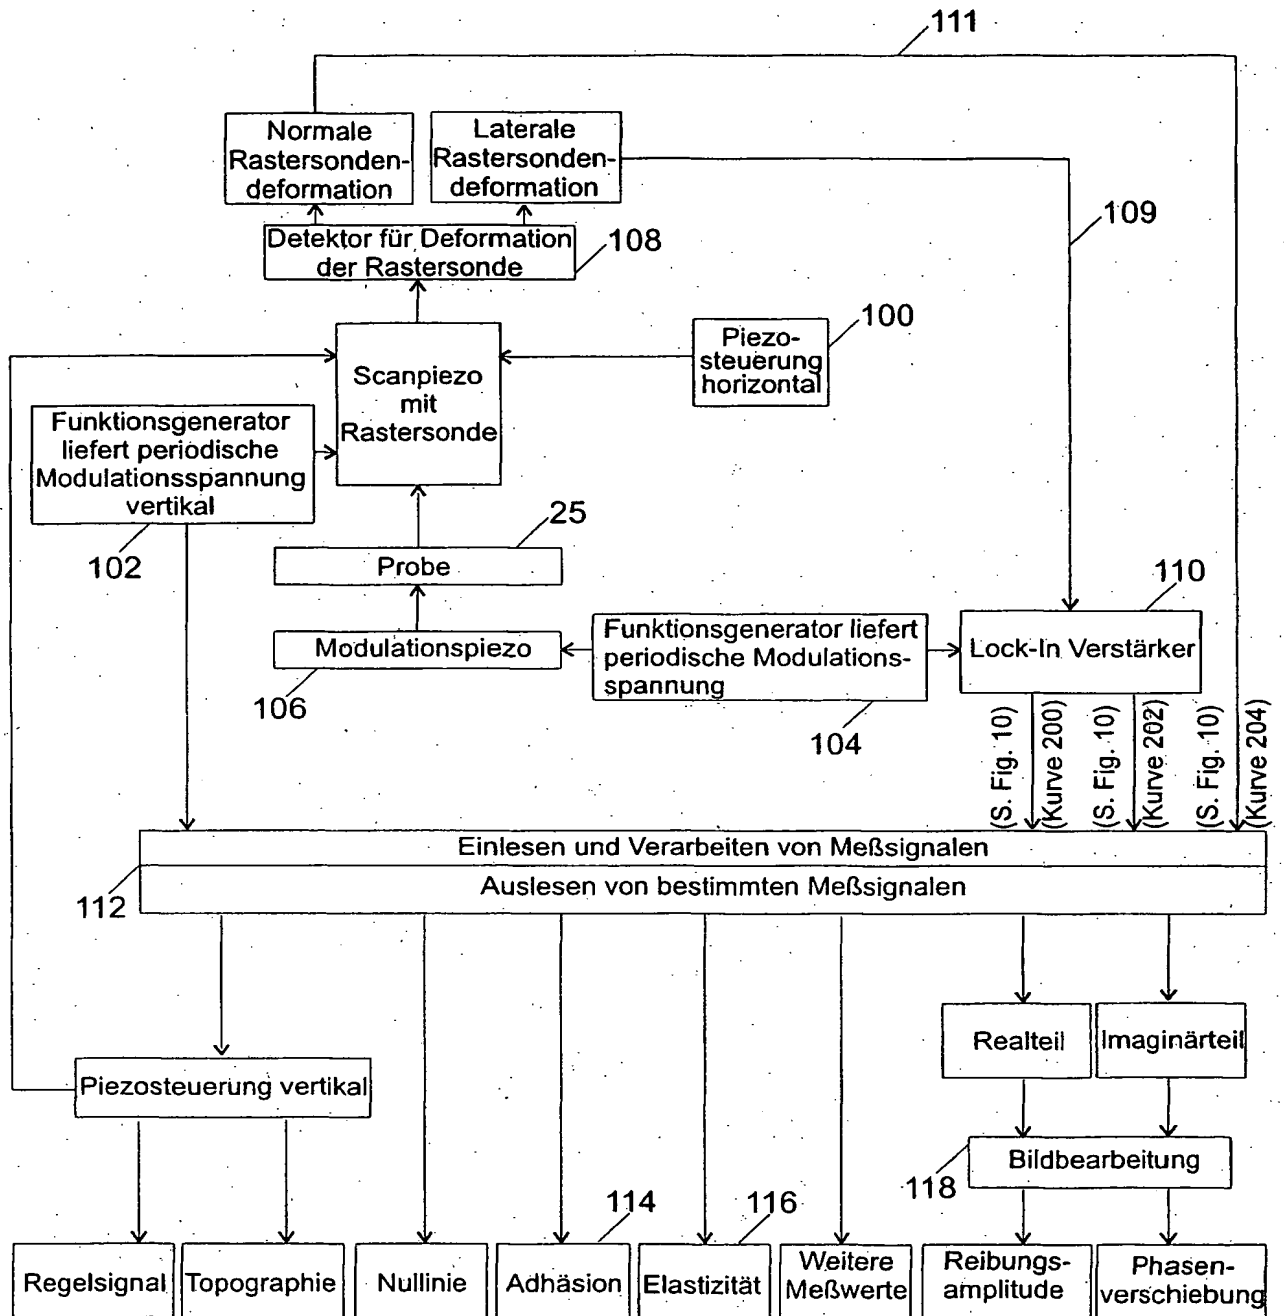 111
Normale
Rastersonden-
deformation
Laterale
Rastersonden-
deformation
109
Detektor für Deformation
der Rastersonde
108
100
Piezo-
steuerung
horizontal
Scanpiezo
mit
Rastersonde
Funktionsgenerator
liefert periodische
Modulationsspannung
vertikal
102
25
Probe
110
Modulationspiezo
106
Funktionsgenerator liefert
periodische Modulations-
spannung
104
Lock-In Verstärker
(S. Fig. 10)
(Kurve 200)
(S. Fig. 10)
(Kurve 202)
(S. Fig. 10)
(Kurve 204)
Einlesen und Verarbeiten von Meßsignalen
Auslesen von bestimmten Meßsignalen
112
Realteil
Imaginärteil
Piezosteuerung vertikal
Bildbearbeitung
118
114
116
Regelsignal
Topographie
Nullinie
Adhäsion
Elastizität
Weitere
Meßwerte
Reibungs-
amplitude
Phasen-
verschiebung